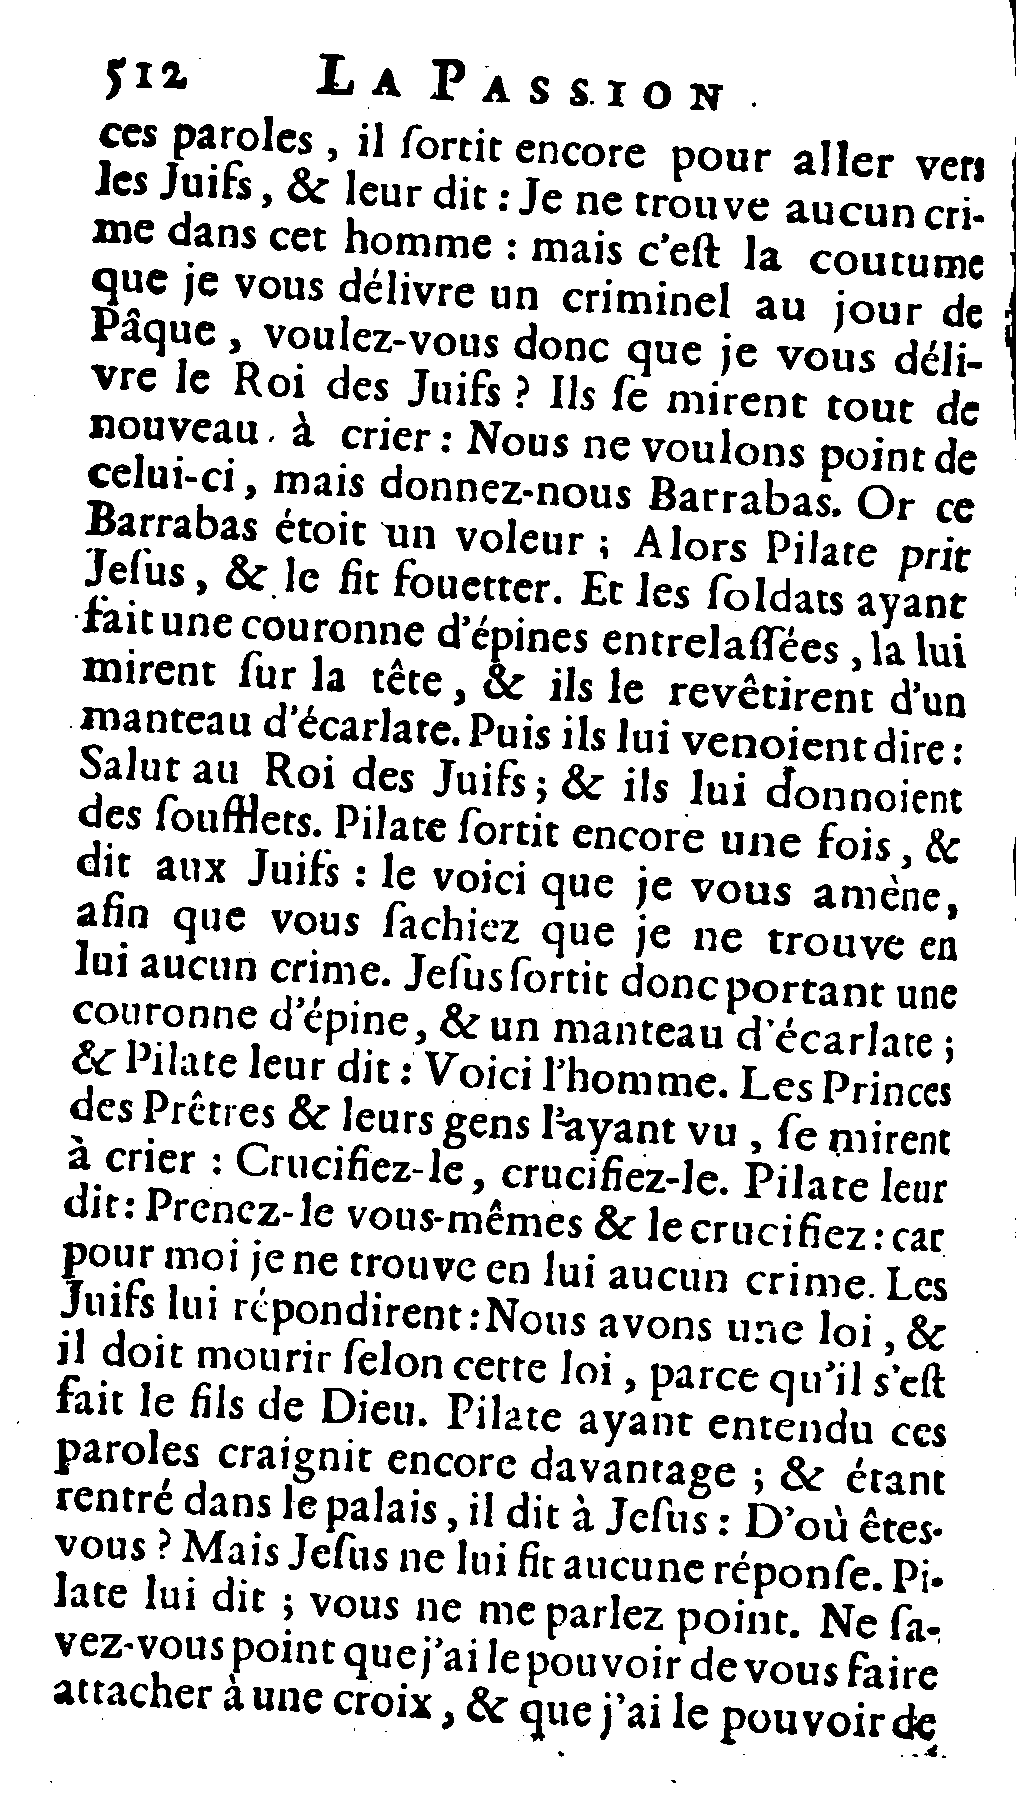 512 LA PASSION.
ces paroles, il ſortit encore pour aller vers
les Juifs, & leur dit : Je ne trouve aucun cri-
me dans cet homme : mais c'eſt la coutume
que je vous délivre un criminel au jour de
Pâque, voulez-vous donc que je vous déli-
vre le Roi des Juifs ? Ils ſe mirent tout de
nouveau à crier : Nous ne voulons point de
celui-ci, mais donnez-nous Barrabas. Or ce
Barrabas étoit un voleur ; Alors Pilate prit
Jeſus, & le fit fouetter. Et les ſoldats ayant
fait une couronne d'épines entrelaſſées, la lui
mirent ſur la tête, & ils le revêtirent d'un
manteau d'écarlate. Puis ils lui venoient dire :
Salut au Roi des Juifs ; & ils lui donnoient
des ſoufflets. Pilate ſortit encore une fois, &
dit aux Juifs : le voici que je vous amène,
afin que vous ſachiez que je ne trouve en
lui aucun crime. Jeſus ſortit donc portant une
couronne d'épine, & un manteau d'écarlate ;
& Pilate leur dit : Voici l'homme. Les Princes
des Prêtres & leurs gens l'ayant vu, ſe mirent
à crier : Crucifiez-le, crucifiez-le. Pilate leur
dit : Prenez-le vous-mêmes & le crucifiez : car
pour moi je ne trouve en lui aucun crime. Les
Juifs lui répondirent : Nous avons une loi, &
il doit mourir ſelon cette loi, parce qu'il s'eſt
fait le fils de Dieu. Pilate ayant entendu ces
paroles craignit encore davantage ; & étant
rentré dans le palais, il dit à Jeſus : D'où êtes-
vous ? Mais Jeſus ne lui fit aucune réponſe. Pi-
late lui dit ; vous ne me parlez point. Ne ſa-
vez-vous point que j'ai le pouvoir de vous faire
attacher à une croix, & que j'ai le pouvoir de